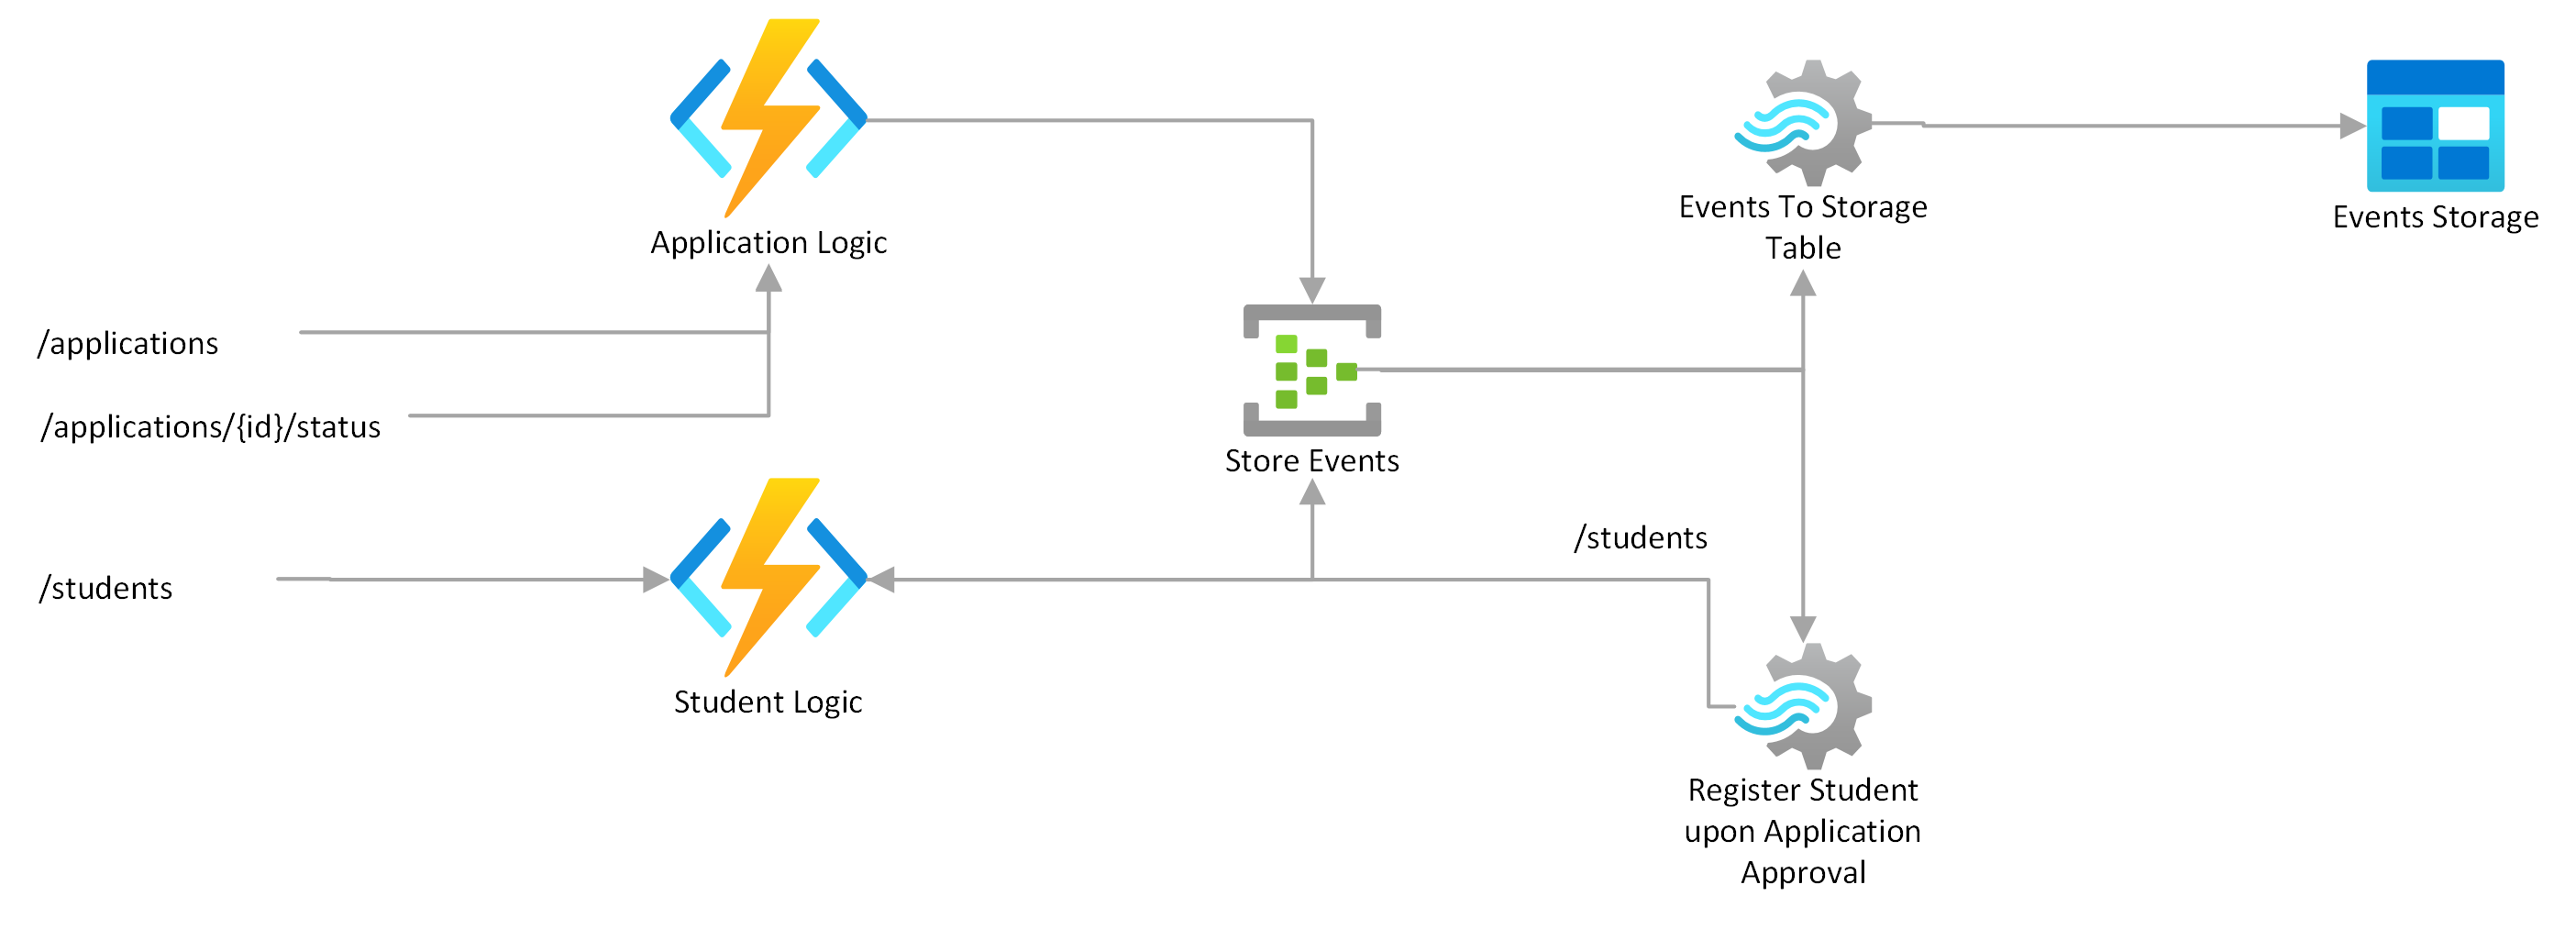 Application Logic
Events To Storage
Table
Events Storage
/applications
/applications/{id}/status
Store Events
/students
/students
Student Logic
Register Student
upon Application
Approval